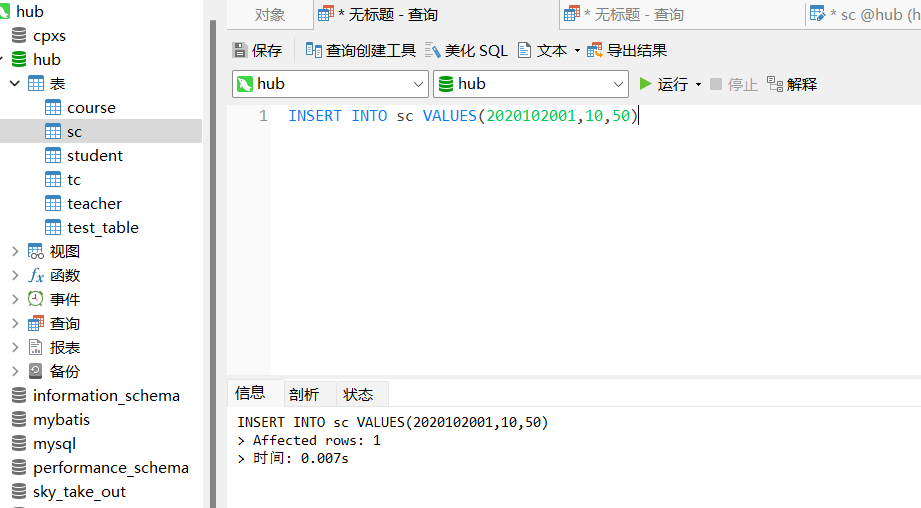 hub
cpxs
hub
表
course
sc
student
tc
teacher
test_table
视图
函数
事件
查询
报表
备份
information_schema
mybatis
mysql
performance_schema
sky_take_out
对象
* 无标题 - 查询
* 无标题 - 查询
* sc @hub (h
保存
查询创建工具
美化 SQL
文本
导出结果
hub
hub
运行
停止
解释
1 INSERT INTO sc VALUES(2020102001,10,50)
信息
剖析
状态
INSERT INTO sc VALUES(2020102001,10,50)
> Affected rows: 1
> 时间: 0.007s